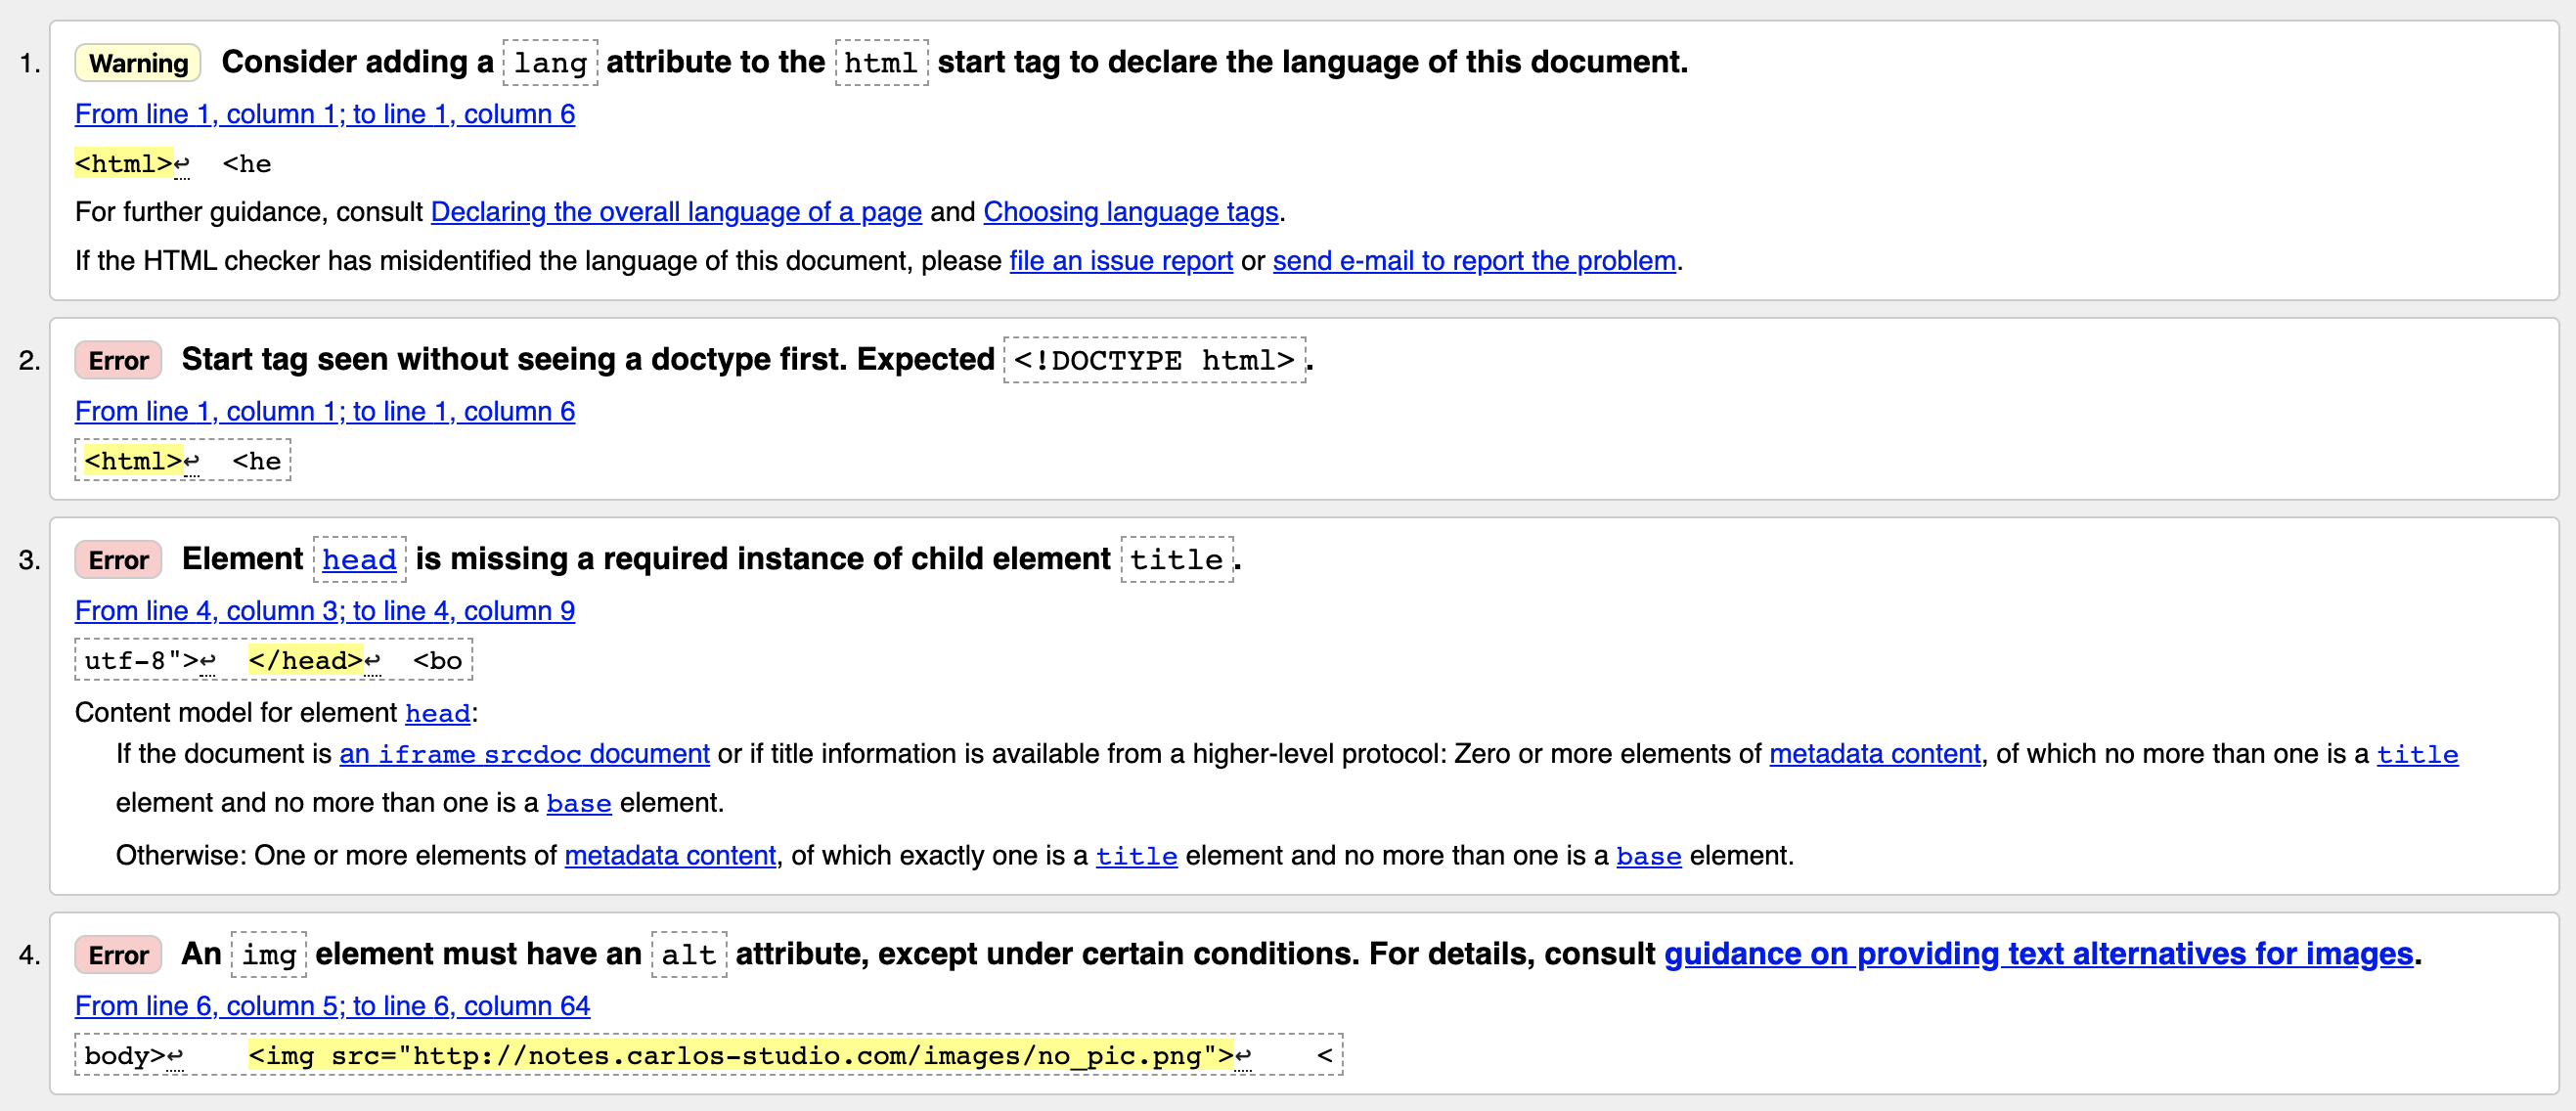 1. Warning Consider adding a lang attribute to the html start tag to declare the language of this document.
From line 1, column 1; to line 1, column 6
<html>↩  <he
For further guidance, consult Declaring the overall language of a page and Choosing language tags.
If the HTML checker has misidentified the language of this document, please file an issue report or send e-mail to report the problem.
2. Error Start tag seen without seeing a doctype first. Expected <!DOCTYPE html>.
From line 1, column 1; to line 1, column 6
<html>↩  <he
3. Error Element head is missing a required instance of child element title.
From line 4, column 3; to line 4, column 9
utf-8">↩  </head>↩  <bo
Content model for element head:
If the document is an iframe srcdoc document or if title information is available from a higher-level protocol: Zero or more elements of metadata content, of which no more than one is a title
element and no more than one is a base element.
Otherwise: One or more elements of metadata content, of which exactly one is a title element and no more than one is a base element.
4. Error An img element must have an alt attribute, except under certain conditions. For details, consult guidance on providing text alternatives for images.
From line 6, column 5; to line 6, column 64
body>↩    <img src="http://notes.carlos-studio.com/images/no_pic.png">↩    <